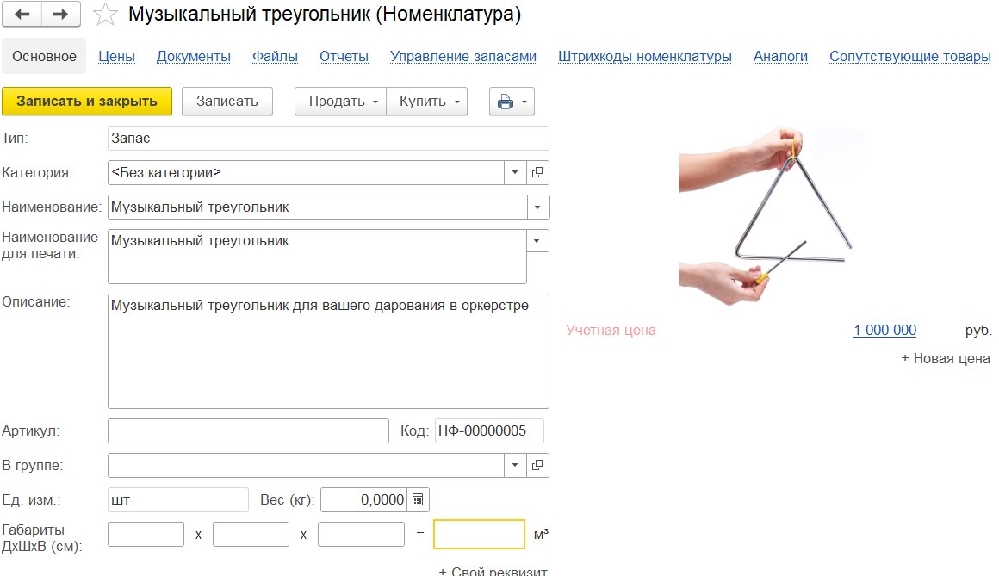 Музыкальный треугольник (Номенклатура)
Основное Цены Документы Файлы Отчеты Управление запасами Штрихкоды номенклатуры Аналоги Сопутствующие товары
Записать и закрыть Записать Продать Купить
Тип: Запас
Категория: <Без категории>
Наименование: Музыкальный треугольник
Наименование для печати: Музыкальный треугольник
Описание: Музыкальный треугольник для вашего дарования в оркерстре
Учетная цена 1 000 000 руб.
+ Новая цена
Артикул: Код: НФ-00000005
В группе:
Ед. изм.: шт Вес (кг): 0,0000
Габариты ДхШхВ (см): х х = м³
+ Свой реквизит